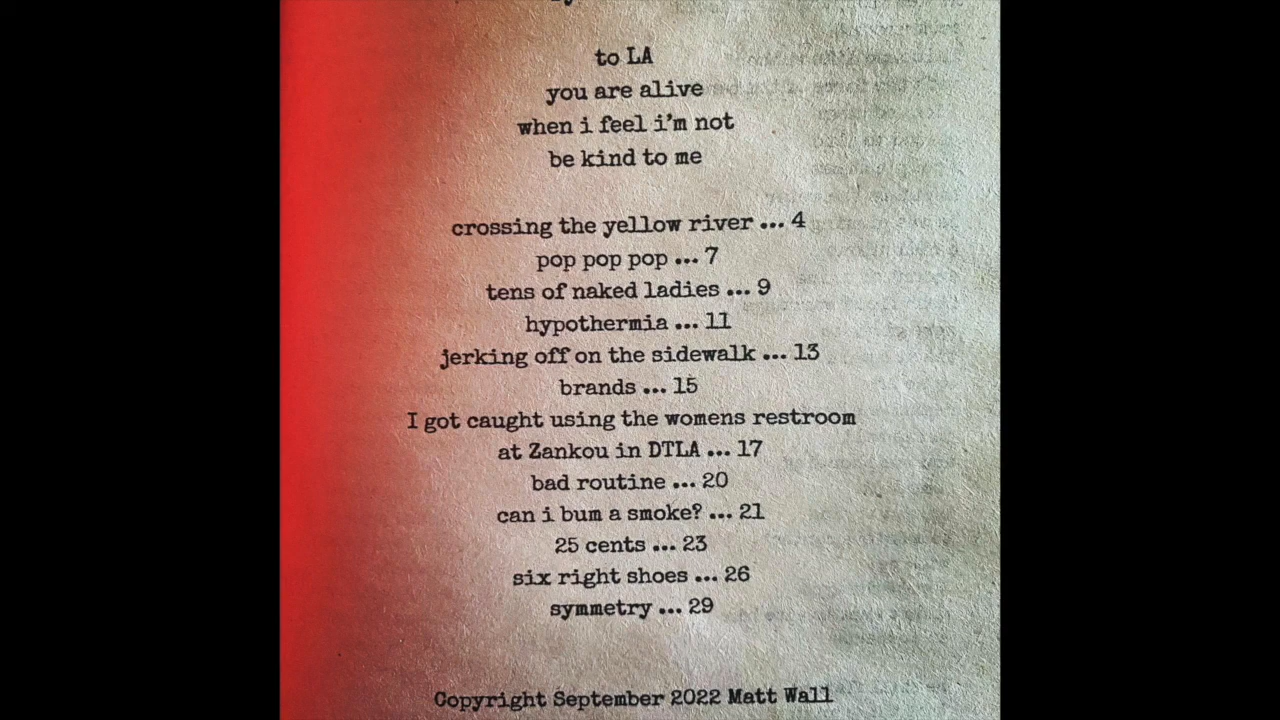 to LA
you are alive
when i feel i'm not
be kind to me
crossing the yellow river ... 4
pop pop pop ... 7
tens of naked ladies ... 9
hypothermia ... 11
jerking off on the sidewalk ... 13
brands ... 15
I got caught using the womens restroom
at Zankou in DTLA ... 17
bad routine ... 20
can i bum a smoke? ... 21
25 cents ... 23
six right shoes ... 26
symmetry ... 29
Copyright September 2022 Matt Wall